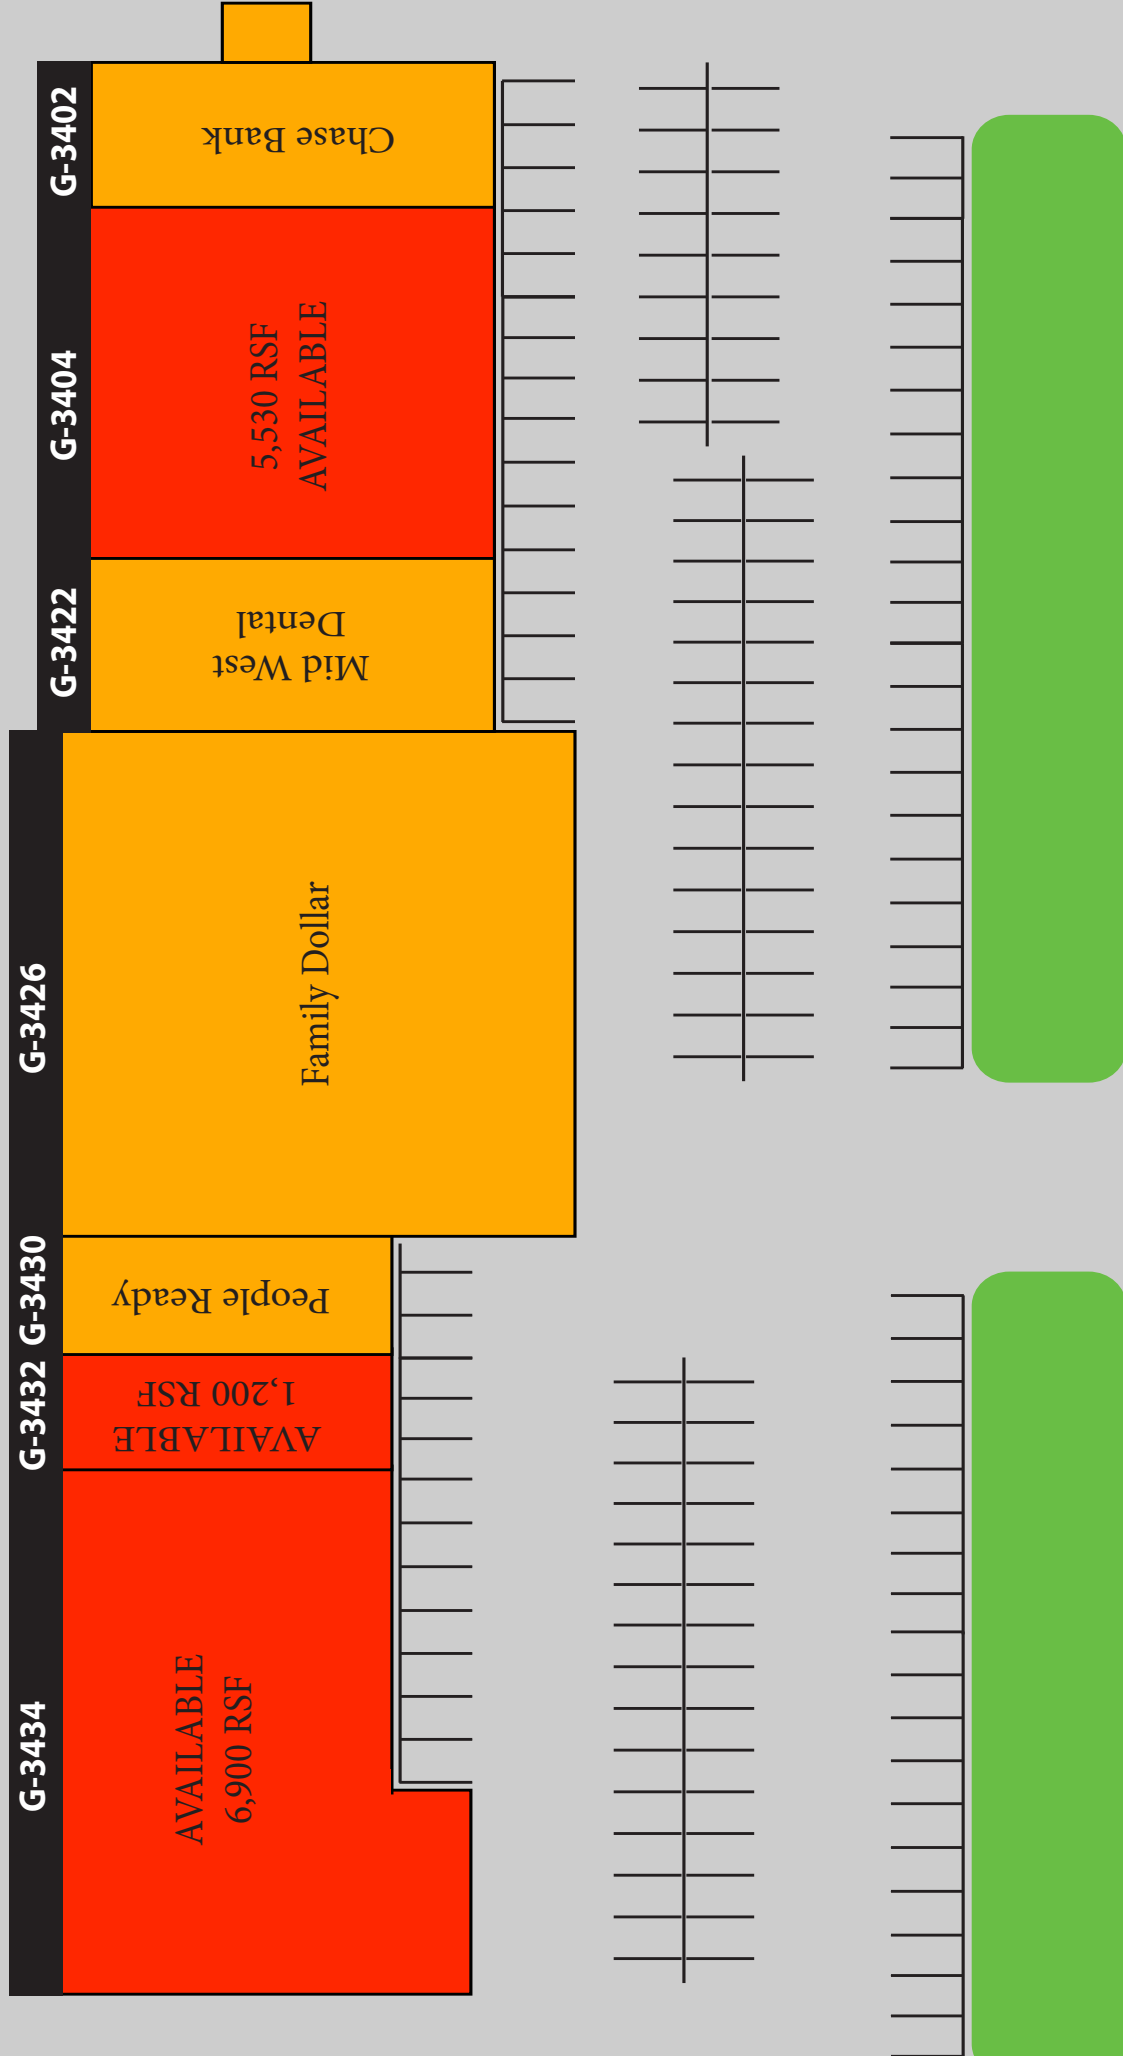 G-3402
Chase Bank
G-3404
5,530 RSF
AVAILABLE
G-3422
Mid West
Dental
G-3426
Family Dollar
G-3430
People Ready
G-3432
AVAILABLE
1,200 RSF
G-3434
AVAILABLE
6,900 RSF